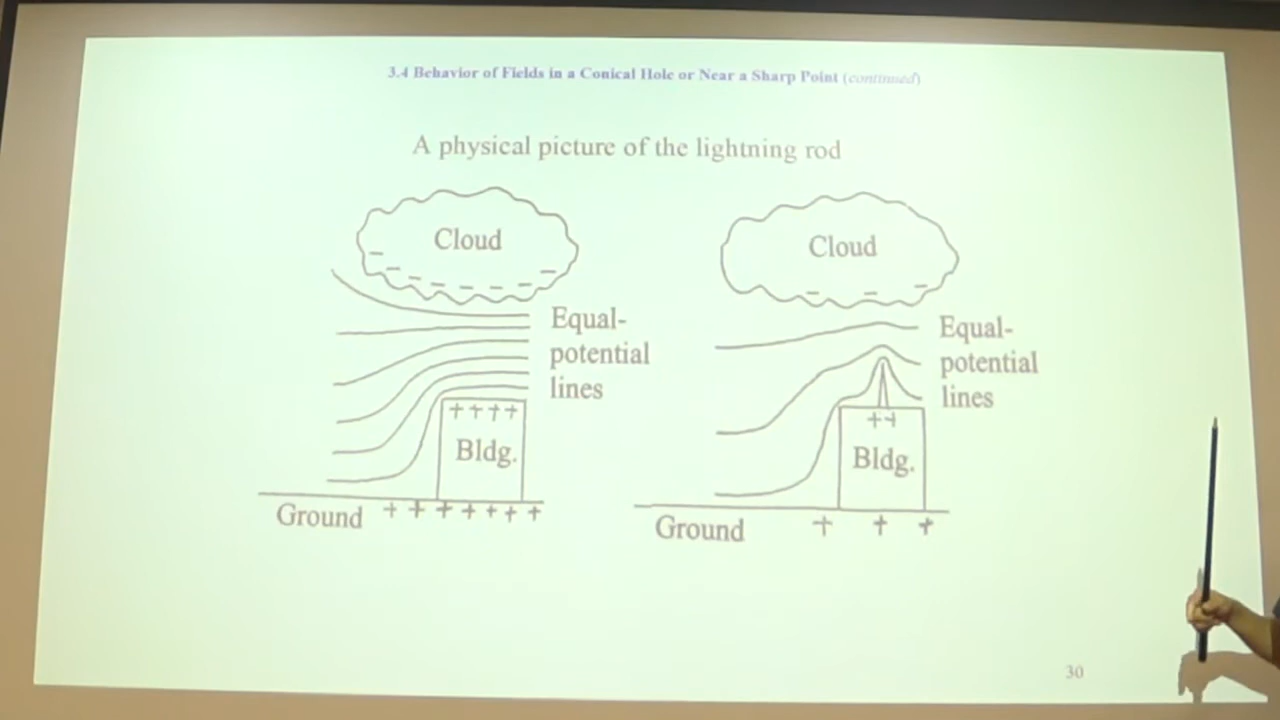 3.4 Behavior of Fields in a Conical Hole or Near a Sharp Point (continued)
A physical picture of the lightning rod
Cloud
Equal-
potential
lines
++++
Bldg.
Ground
+ + + + + + +
Cloud
Equal-
potential
lines
++
Bldg.
Ground
+ + +
30